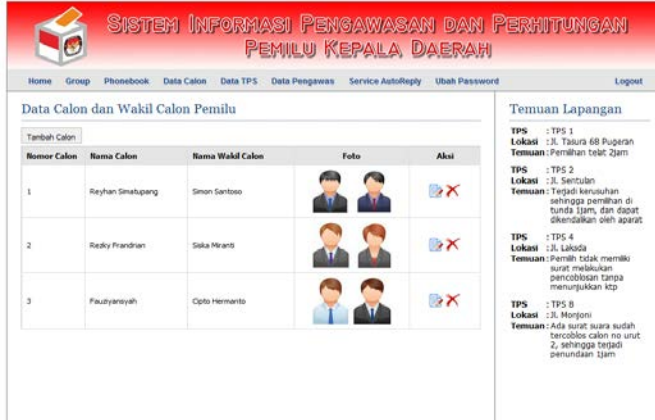 Sistem Informasi Pengawasan dan Perhitungan
Pemilu Kepala Daerah
Home Group Phonebook Data Calon Data TPS Data Pengawas Service AutoReply Ubah Password Logout
Data Calon dan Wakil Calon Pemilu
Tambah Calon
Nomor Calon Nama Calon Nama Wakil Calon Foto Aksi
1 Reyhan Simatupang Simon Santoso
2 Rezky Frandrian Siska Miranti
3 Fauziyansyah Cipto Hermanto
Temuan Lapangan
TPS : TPS 1
Lokasi : Jl. Tasura 68 Pugeran
Temuan : Pemilihan telat 2jam
TPS : TPS 2
Lokasi : Jl. Sentulan
Temuan : Terjadi kerusuhan
sehingga pemilihan di
tunda 1jam, dan dapat
dikendalikan oleh aparat
TPS : TPS 4
Lokasi : Jl. Laksda
Temuan : Pemilih tidak memiliki
surat melakukan
pencoblosan tanpa
menunjukkan ktp
TPS : TPS 8
Lokasi : Jl. Monjoni
Temuan : Ada surat suara sudah
tercoblos calon no urut
2, sehingga terjadi
penundaan 1jam